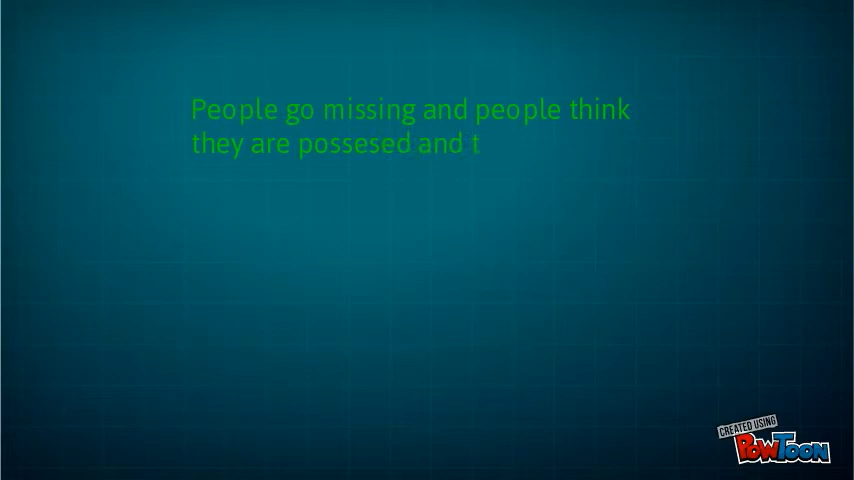 People go missing and people think
they are possesed and t
CREATED USING
POWTOON